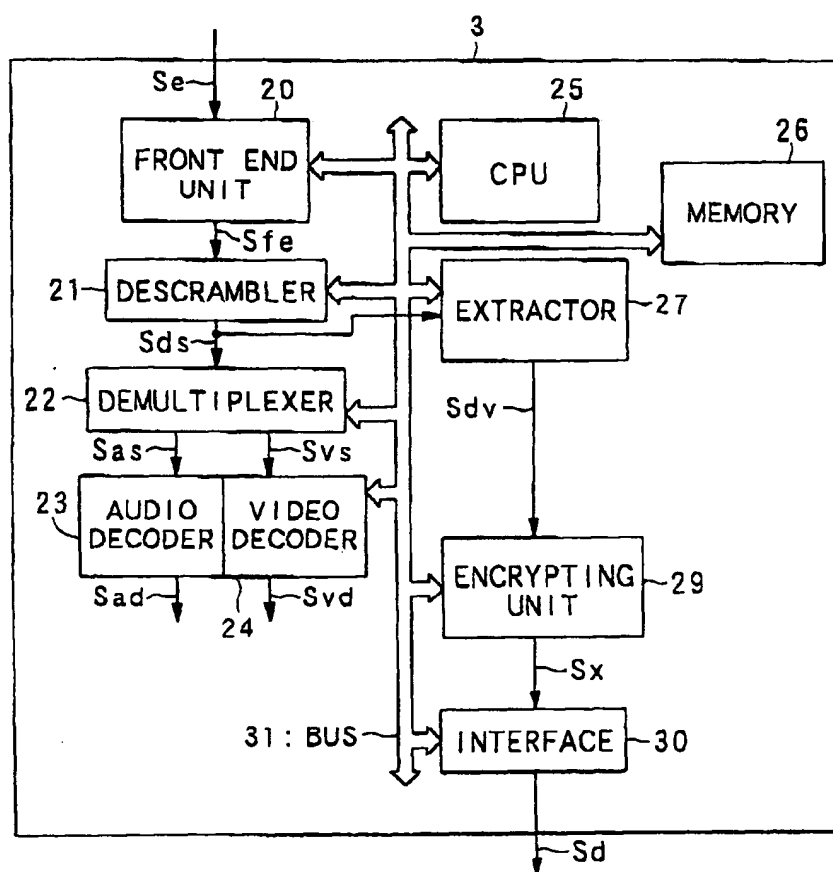 3
Se
20
25
26
FRONT END
UNIT
CPU
MEMORY
Sfe
21
DESCRAMBLER
EXTRACTOR
27
Sds
22
DEMULTIPLEXER
Sdv
Sas
Svs
23
AUDIO
DECODER
VIDEO
DECODER
ENCRYPTING
UNIT
29
Sad
24
Svd
Sx
31: BUS
INTERFACE
30
Sd